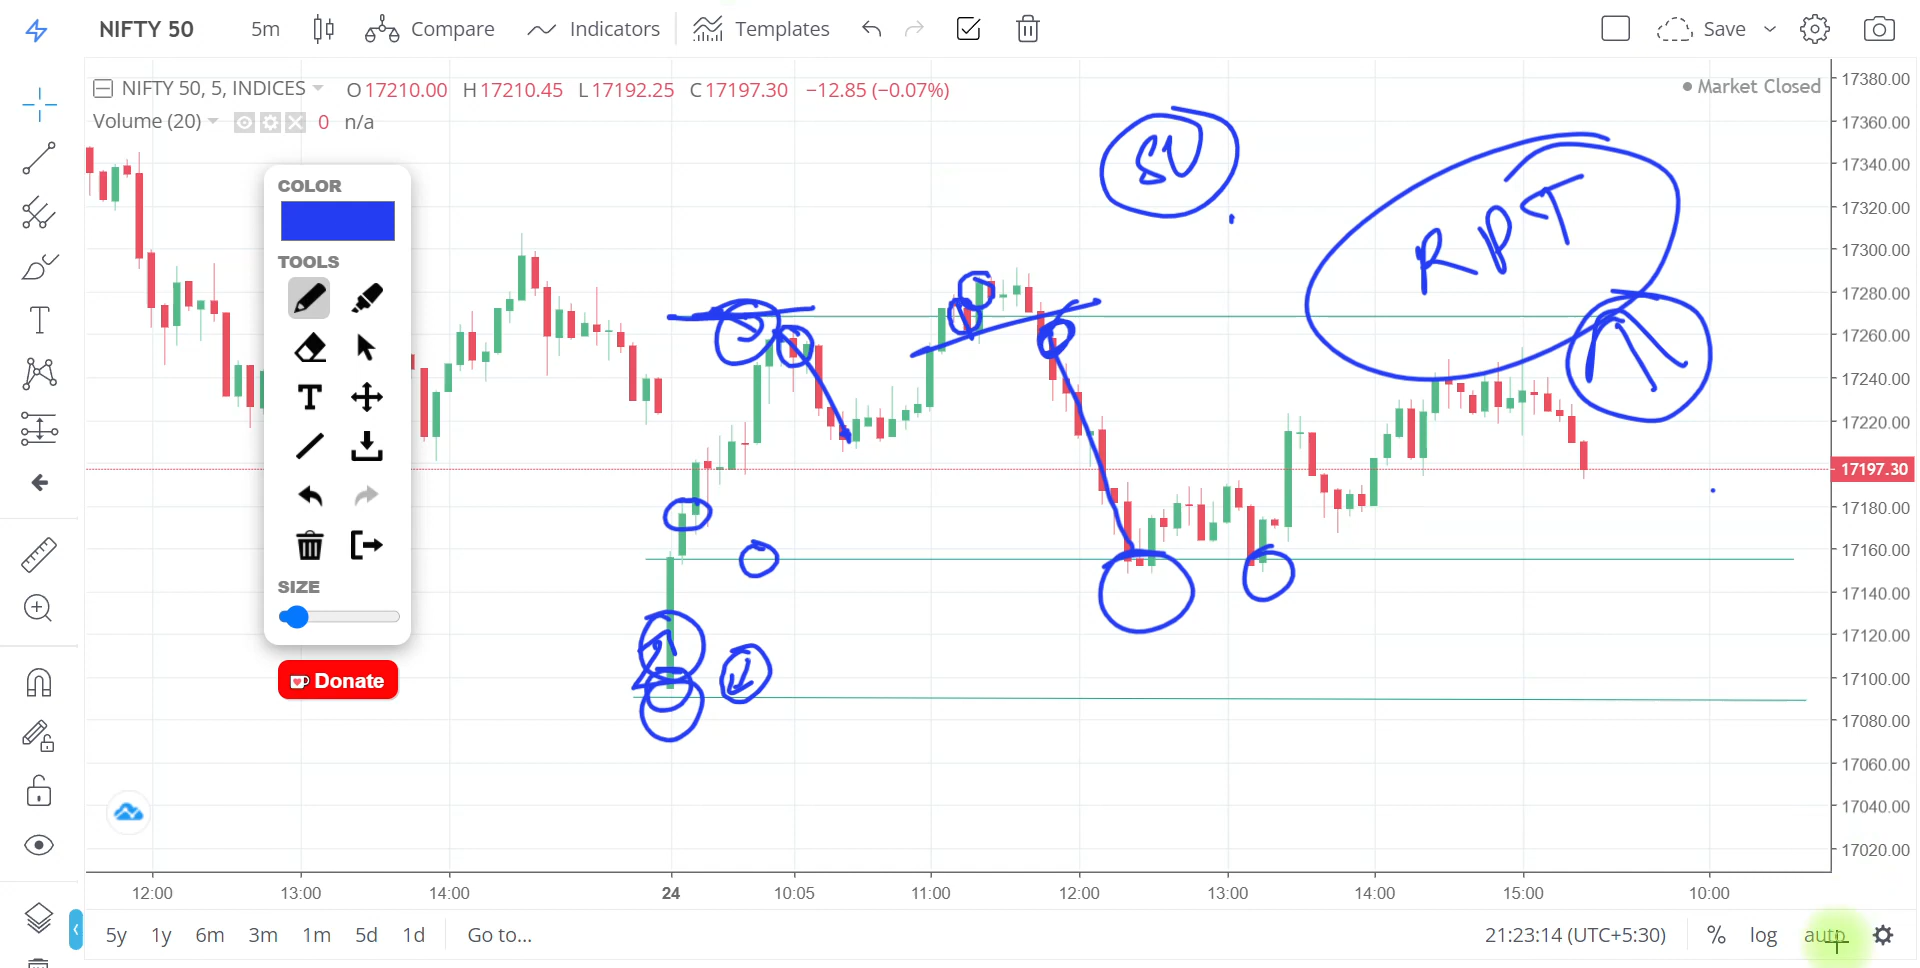 NIFTY 50 5m Compare Indicators Templates Save
NIFTY 50, 5, INDICES O17210.00 H17210.45 L17192.25 C17197.30 −12.85 (−0.07%)
Market Closed
Volume (20) 0 n/a
COLOR
TOOLS
T
SIZE
Donate
SL
RPT
17380.00
17360.00
17340.00
17320.00
17300.00
17280.00
17260.00
17240.00
17220.00
17197.30
17180.00
17160.00
17140.00
17120.00
17100.00
17080.00
17060.00
17040.00
17020.00
12:00 13:00 14:00 24 10:05 11:00 12:00 13:00 14:00 15:00 10:00
5y 1y 6m 3m 1m 5d 1d Go to... 21:23:14 (UTC+5:30) % log auto